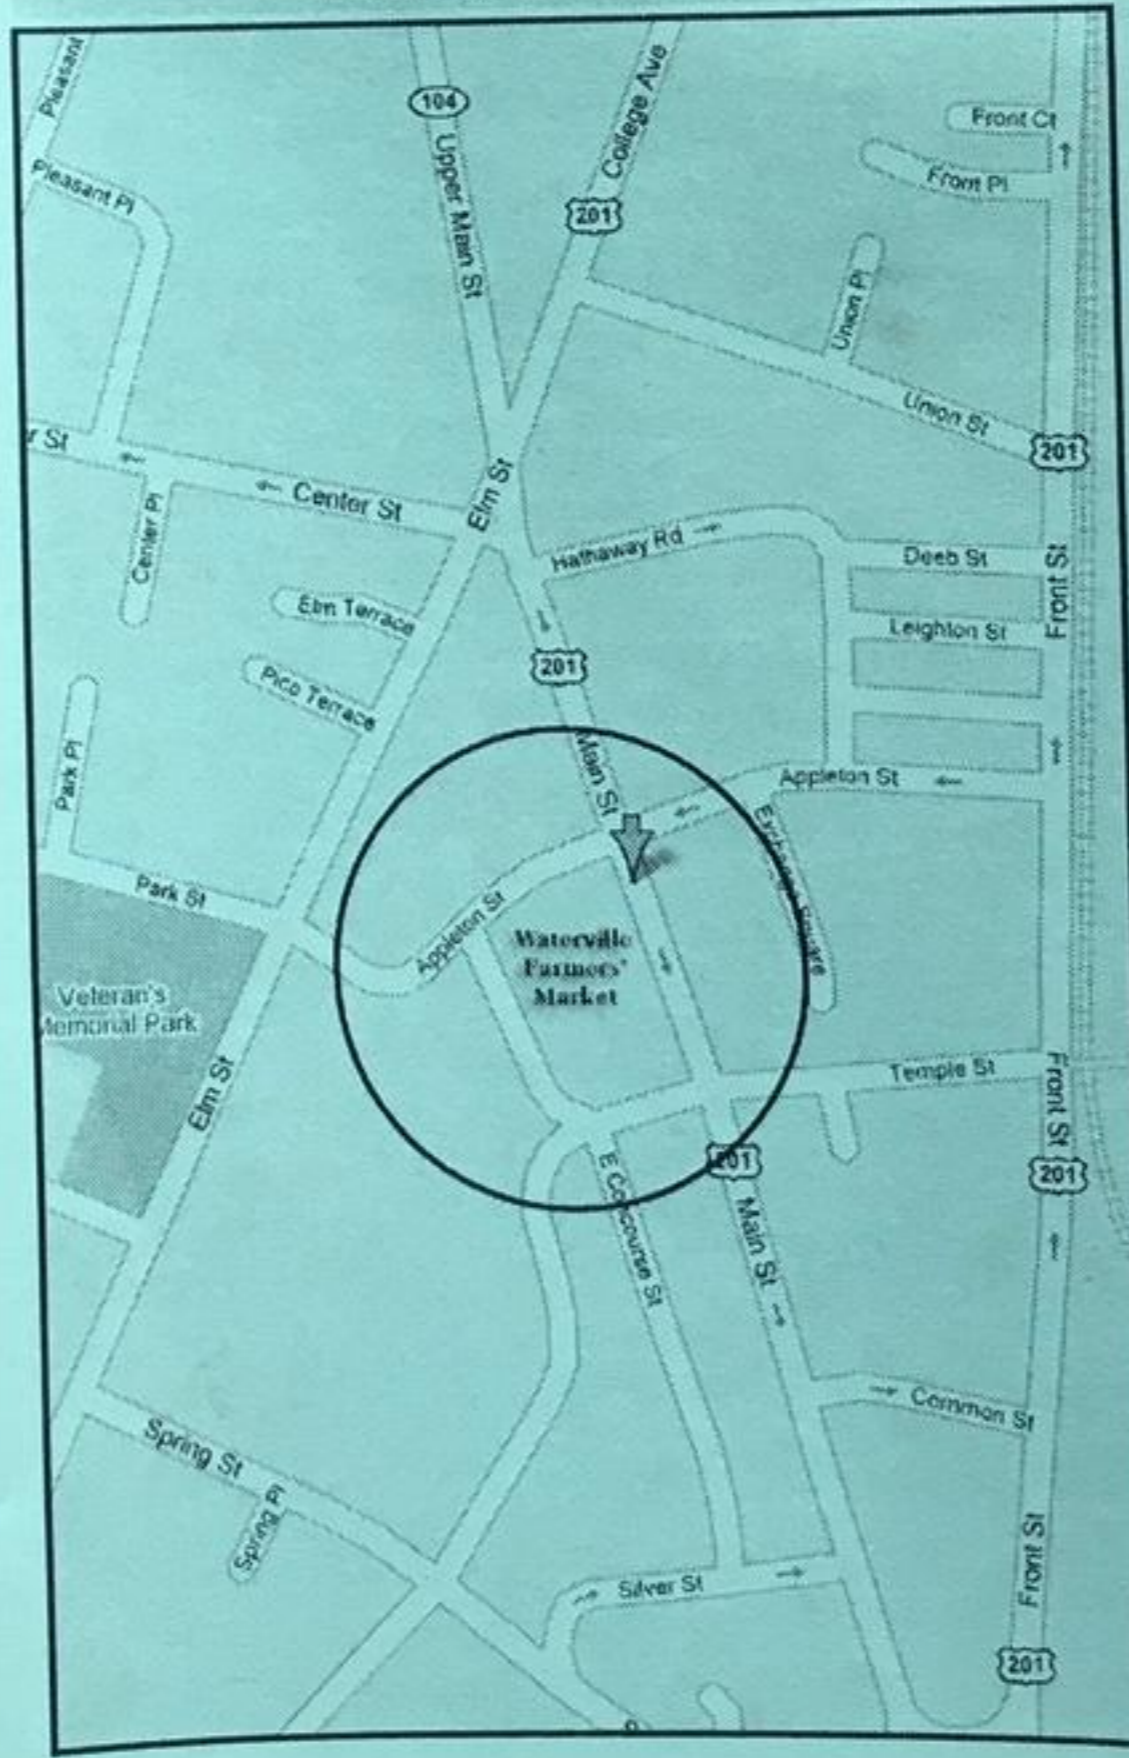 Pleasant
104
College Ave
Front Ct
Pleasant Pl
Upper Main St
201
Front Pl
Union Pl
Union St
r St
201
Center St
Elm St
Center Pl
Hathaway Rd
Deeb St
Front St
Elm Terrace
Leighton St
201
Pico Terrace
Park Pl
Main St
Appleton St
Exchange Square
Park St
Appleton St
Waterville
Farmers'
Market
Veteran's
Memorial Park
Elm St
Temple St
Front St
201
201
E Concourse St
Main St
Common St
Spring St
Spring Pl
Silver St
Front St
201